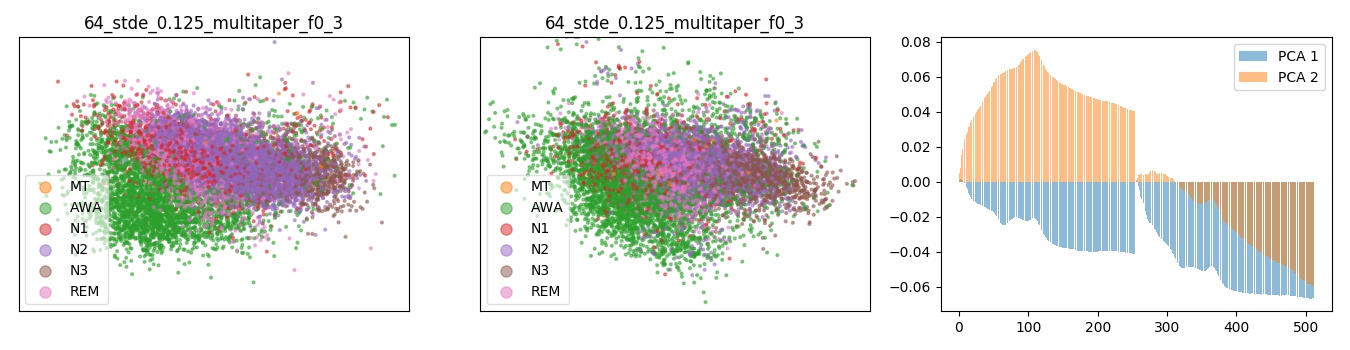 64_stde_0.125_multitaper_f0_3
MT
AWA
N1
N2
N3
REM
64_stde_0.125_multitaper_f0_3
MT
AWA
N1
N2
N3
REM
PCA 1
PCA 2
0.08
0.06
0.04
0.02
0.00
−0.02
−0.04
−0.06
0 100 200 300 400 500